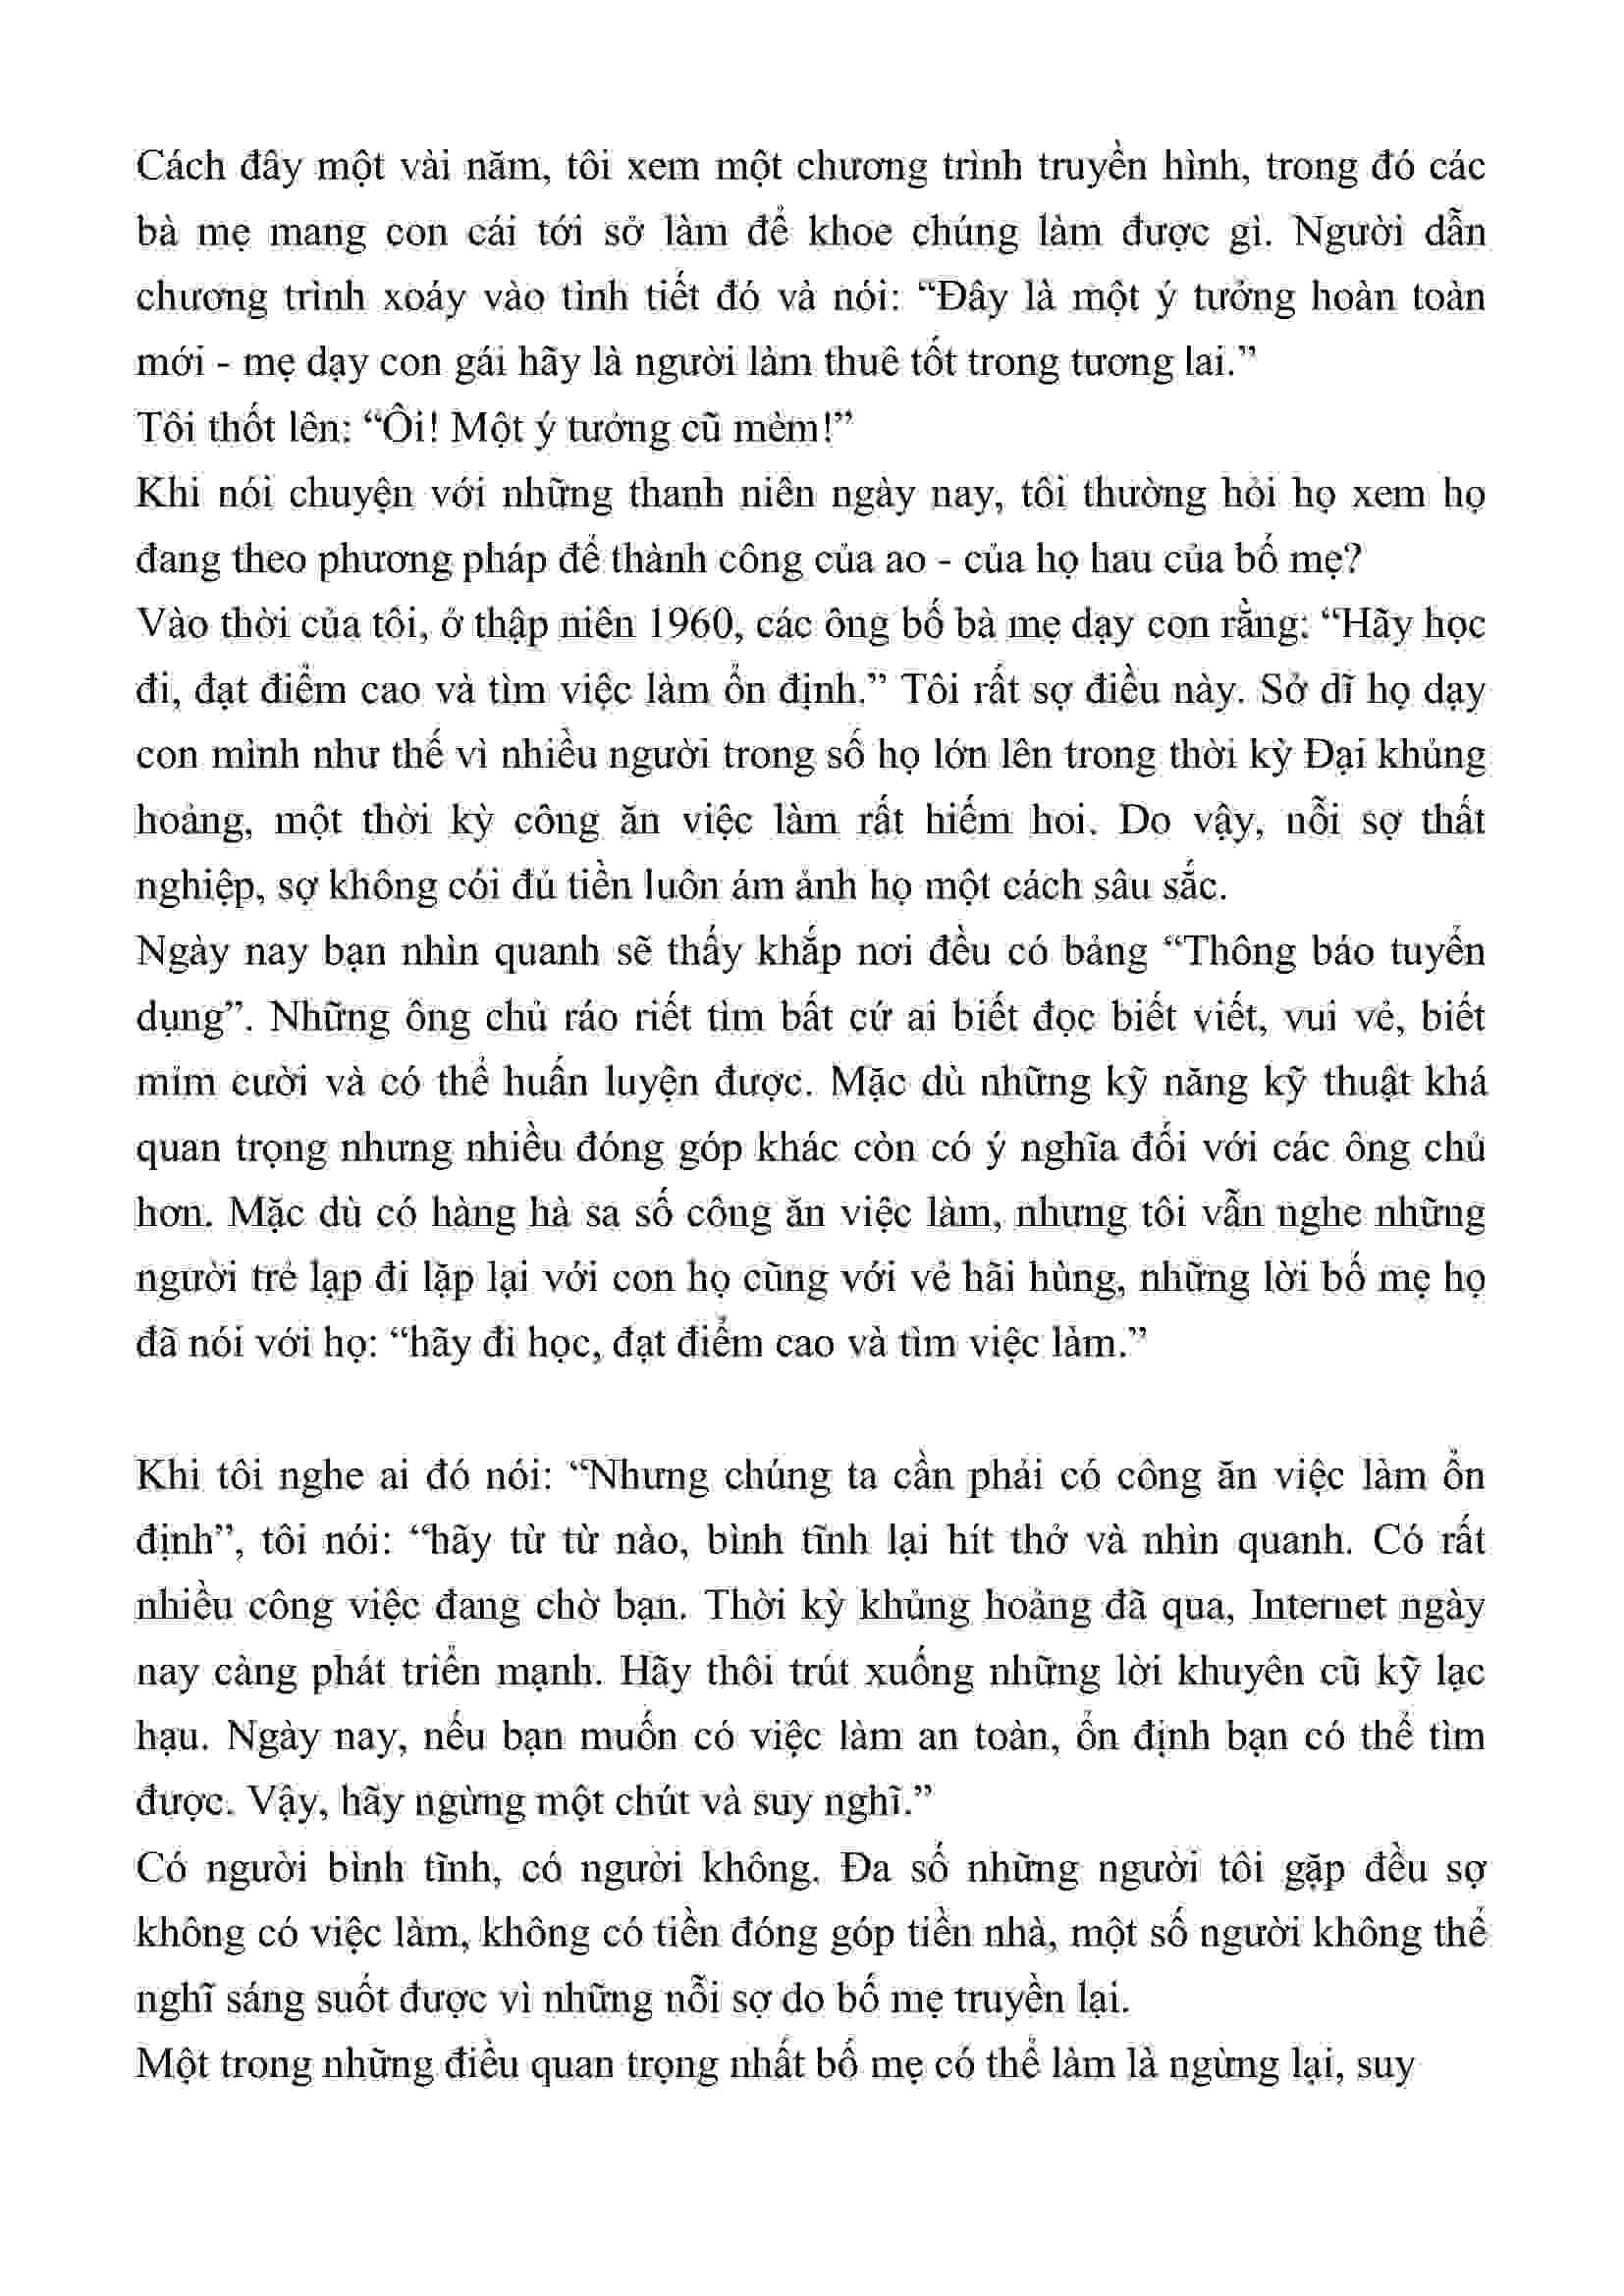 Cách đây một vài năm, tôi xem một chương trình truyền hình, trong đó các
bà mẹ mang con cái tới sở làm để khoe chúng làm được gì. Người dẫn
chương trình xoáy vào tình tiết đó và nói: “Đây là một ý tưởng hoàn toàn
mới - mẹ dạy con gái hãy là người làm thuê tốt trong tương lai.”
Tôi thốt lên: “Ôi! Một ý tưởng cũ mèm!”
Khi nói chuyện với những thanh niên ngày nay, tôi thường hỏi họ xem họ
đang theo phương pháp để thành công của ao - của họ hau của bố mẹ?
Vào thời của tôi, ở thập niên 1960, các ông bố bà mẹ dạy con rằng: “Hãy học
đi, đạt điểm cao và tìm việc làm ổn định.” Tôi rất sợ điều này. Sở dĩ họ dạy
con mình như thế vì nhiều người trong số họ lớn lên trong thời kỳ Đại khủng
hoảng, một thời kỳ công ăn việc làm rất hiếm hoi. Do vậy, nỗi sợ thất
nghiệp, sợ không cói đủ tiền luôn ám ảnh họ một cách sâu sắc.
Ngày nay bạn nhìn quanh sẽ thấy khắp nơi đều có bảng “Thông báo tuyển
dụng”. Những ông chủ ráo riết tìm bất cứ ai biết đọc biết viết, vui vẻ, biết
mỉm cười và có thể huấn luyện được. Mặc dù những kỹ năng kỹ thuật khá
quan trọng nhưng nhiều đóng góp khác còn có ý nghĩa đối với các ông chủ
hơn. Mặc dù có hàng hà sa số công ăn việc làm, nhưng tôi vẫn nghe những
người trẻ lạp đi lặp lại với con họ cũng với vẻ hãi hùng, những lời bố mẹ họ
đã nói với họ: “hãy đi học, đạt điểm cao và tìm việc làm.”
Khi tôi nghe ai đó nói: “Nhưng chúng ta cần phải có công ăn việc làm ổn
định”, tôi nói: “hãy từ từ nào, bình tĩnh lại hít thở và nhìn quanh. Có rất
nhiều công việc đang chờ bạn. Thời kỳ khủng hoảng đã qua, Internet ngày
nay càng phát triển mạnh. Hãy thôi trút xuống những lời khuyên cũ kỹ lạc
hạu. Ngày nay, nếu bạn muốn có việc làm an toàn, ổn định bạn có thể tìm
được. Vậy, hãy ngừng một chút và suy nghĩ.”
Có người bình tĩnh, có người không. Đa số những người tôi gặp đều sợ
không có việc làm, không có tiền đóng góp tiền nhà, một số người không thể
nghĩ sáng suốt được vì những nỗi sợ do bố mẹ truyền lại.
Một trong những điều quan trọng nhất bố mẹ có thể làm là ngừng lại, suy